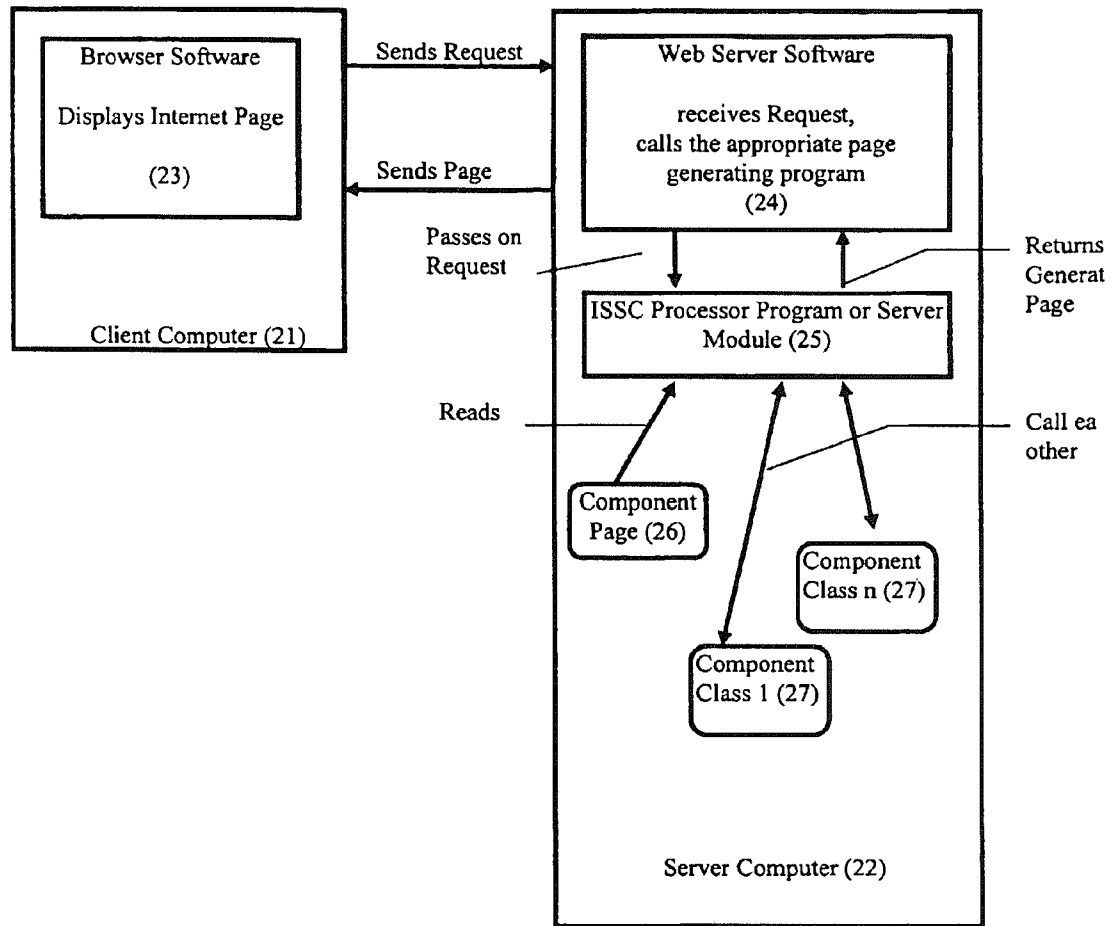 Browser Software
Displays Internet Page
(23)
Client Computer (21)
Sends Request
Sends Page
Web Server Software
receives Request,
calls the appropriate page
generating program
(24)
Passes on
Request
Returns
Generat
Page
ISSC Processor Program or Server
Module (25)
Reads
Call ea
other
Component
Page (26)
Component
Class n (27)
Component
Class 1 (27)
Server Computer (22)